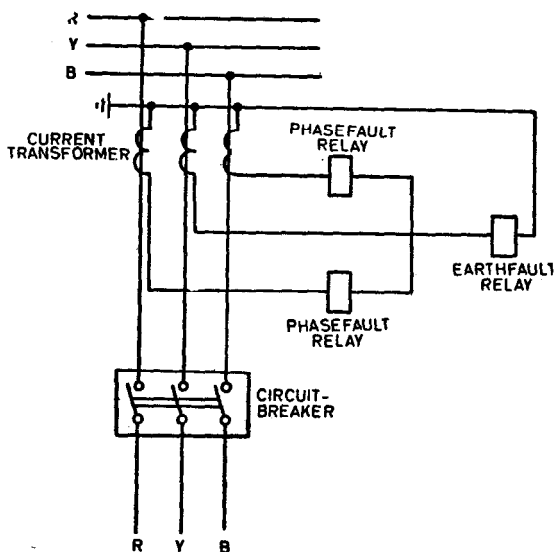 R
Y
B
CURRENT
TRANSFORMER
PHASEFAULT
RELAY
EARTHFAULT
RELAY
PHASEFAULT
RELAY
CIRCUIT-
BREAKER
R Y B